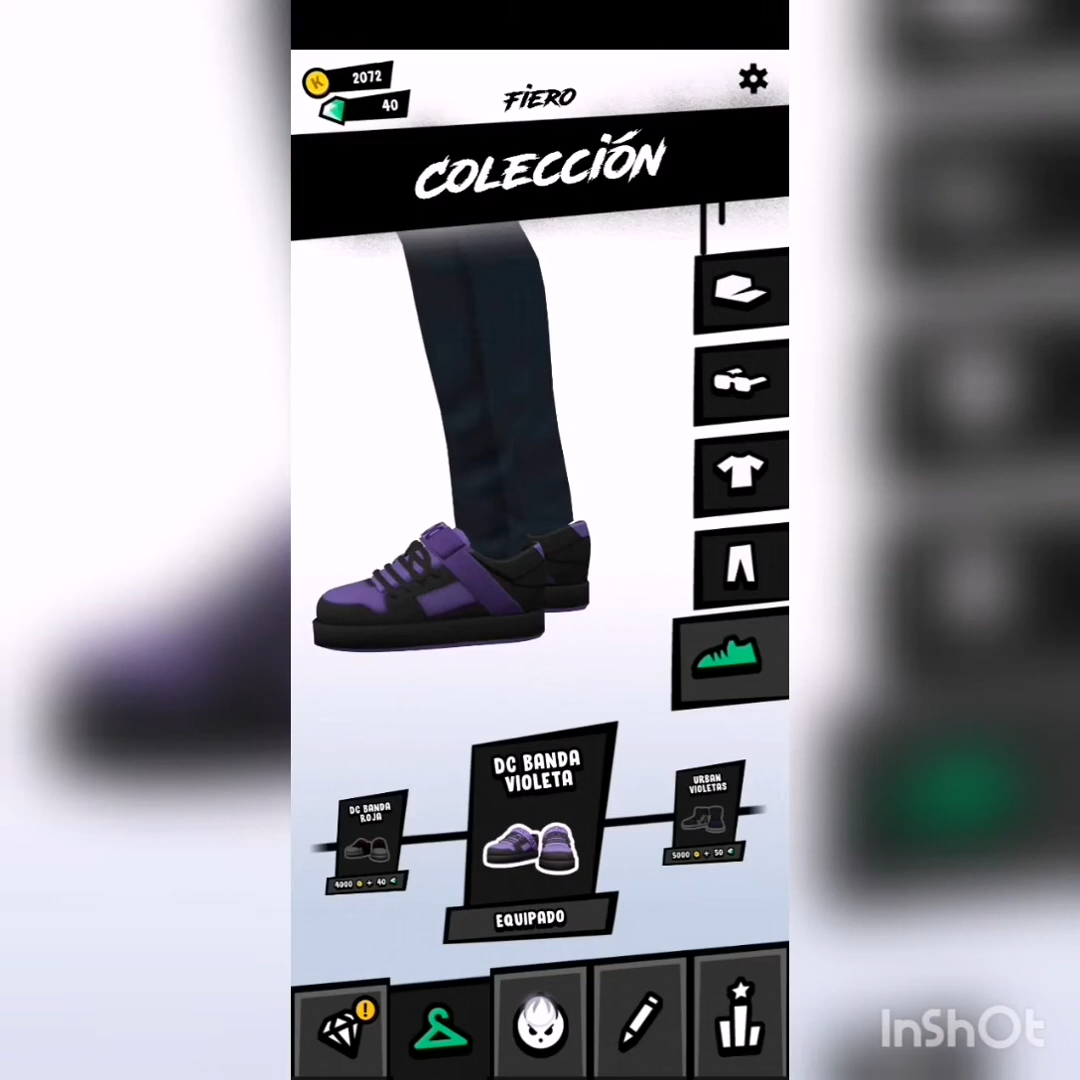 2072
40
FIERO
COLECCIÓN
DC BANDA
VIOLETA
DC BANDA
ROJA
URBAN
VIOLETAS
4000 + 40
5000 + 50
EQUIPADO
InShOt